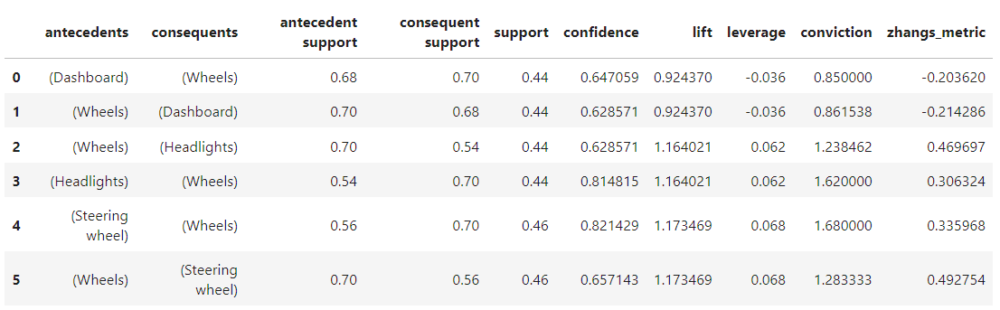 antecedents consequents antecedent support consequent support support confidence lift leverage conviction zhangs_metric
0 (Dashboard) (Wheels) 0.68 0.70 0.44 0.647059 0.924370 -0.036 0.850000 -0.203620
1 (Wheels) (Dashboard) 0.70 0.68 0.44 0.628571 0.924370 -0.036 0.861538 -0.214286
2 (Wheels) (Headlights) 0.70 0.54 0.44 0.628571 1.164021 0.062 1.238462 0.469697
3 (Headlights) (Wheels) 0.54 0.70 0.44 0.814815 1.164021 0.062 1.620000 0.306324
4 (Steering wheel) (Wheels) 0.56 0.70 0.46 0.821429 1.173469 0.068 1.680000 0.335968
5 (Wheels) (Steering wheel) 0.70 0.56 0.46 0.657143 1.173469 0.068 1.283333 0.492754